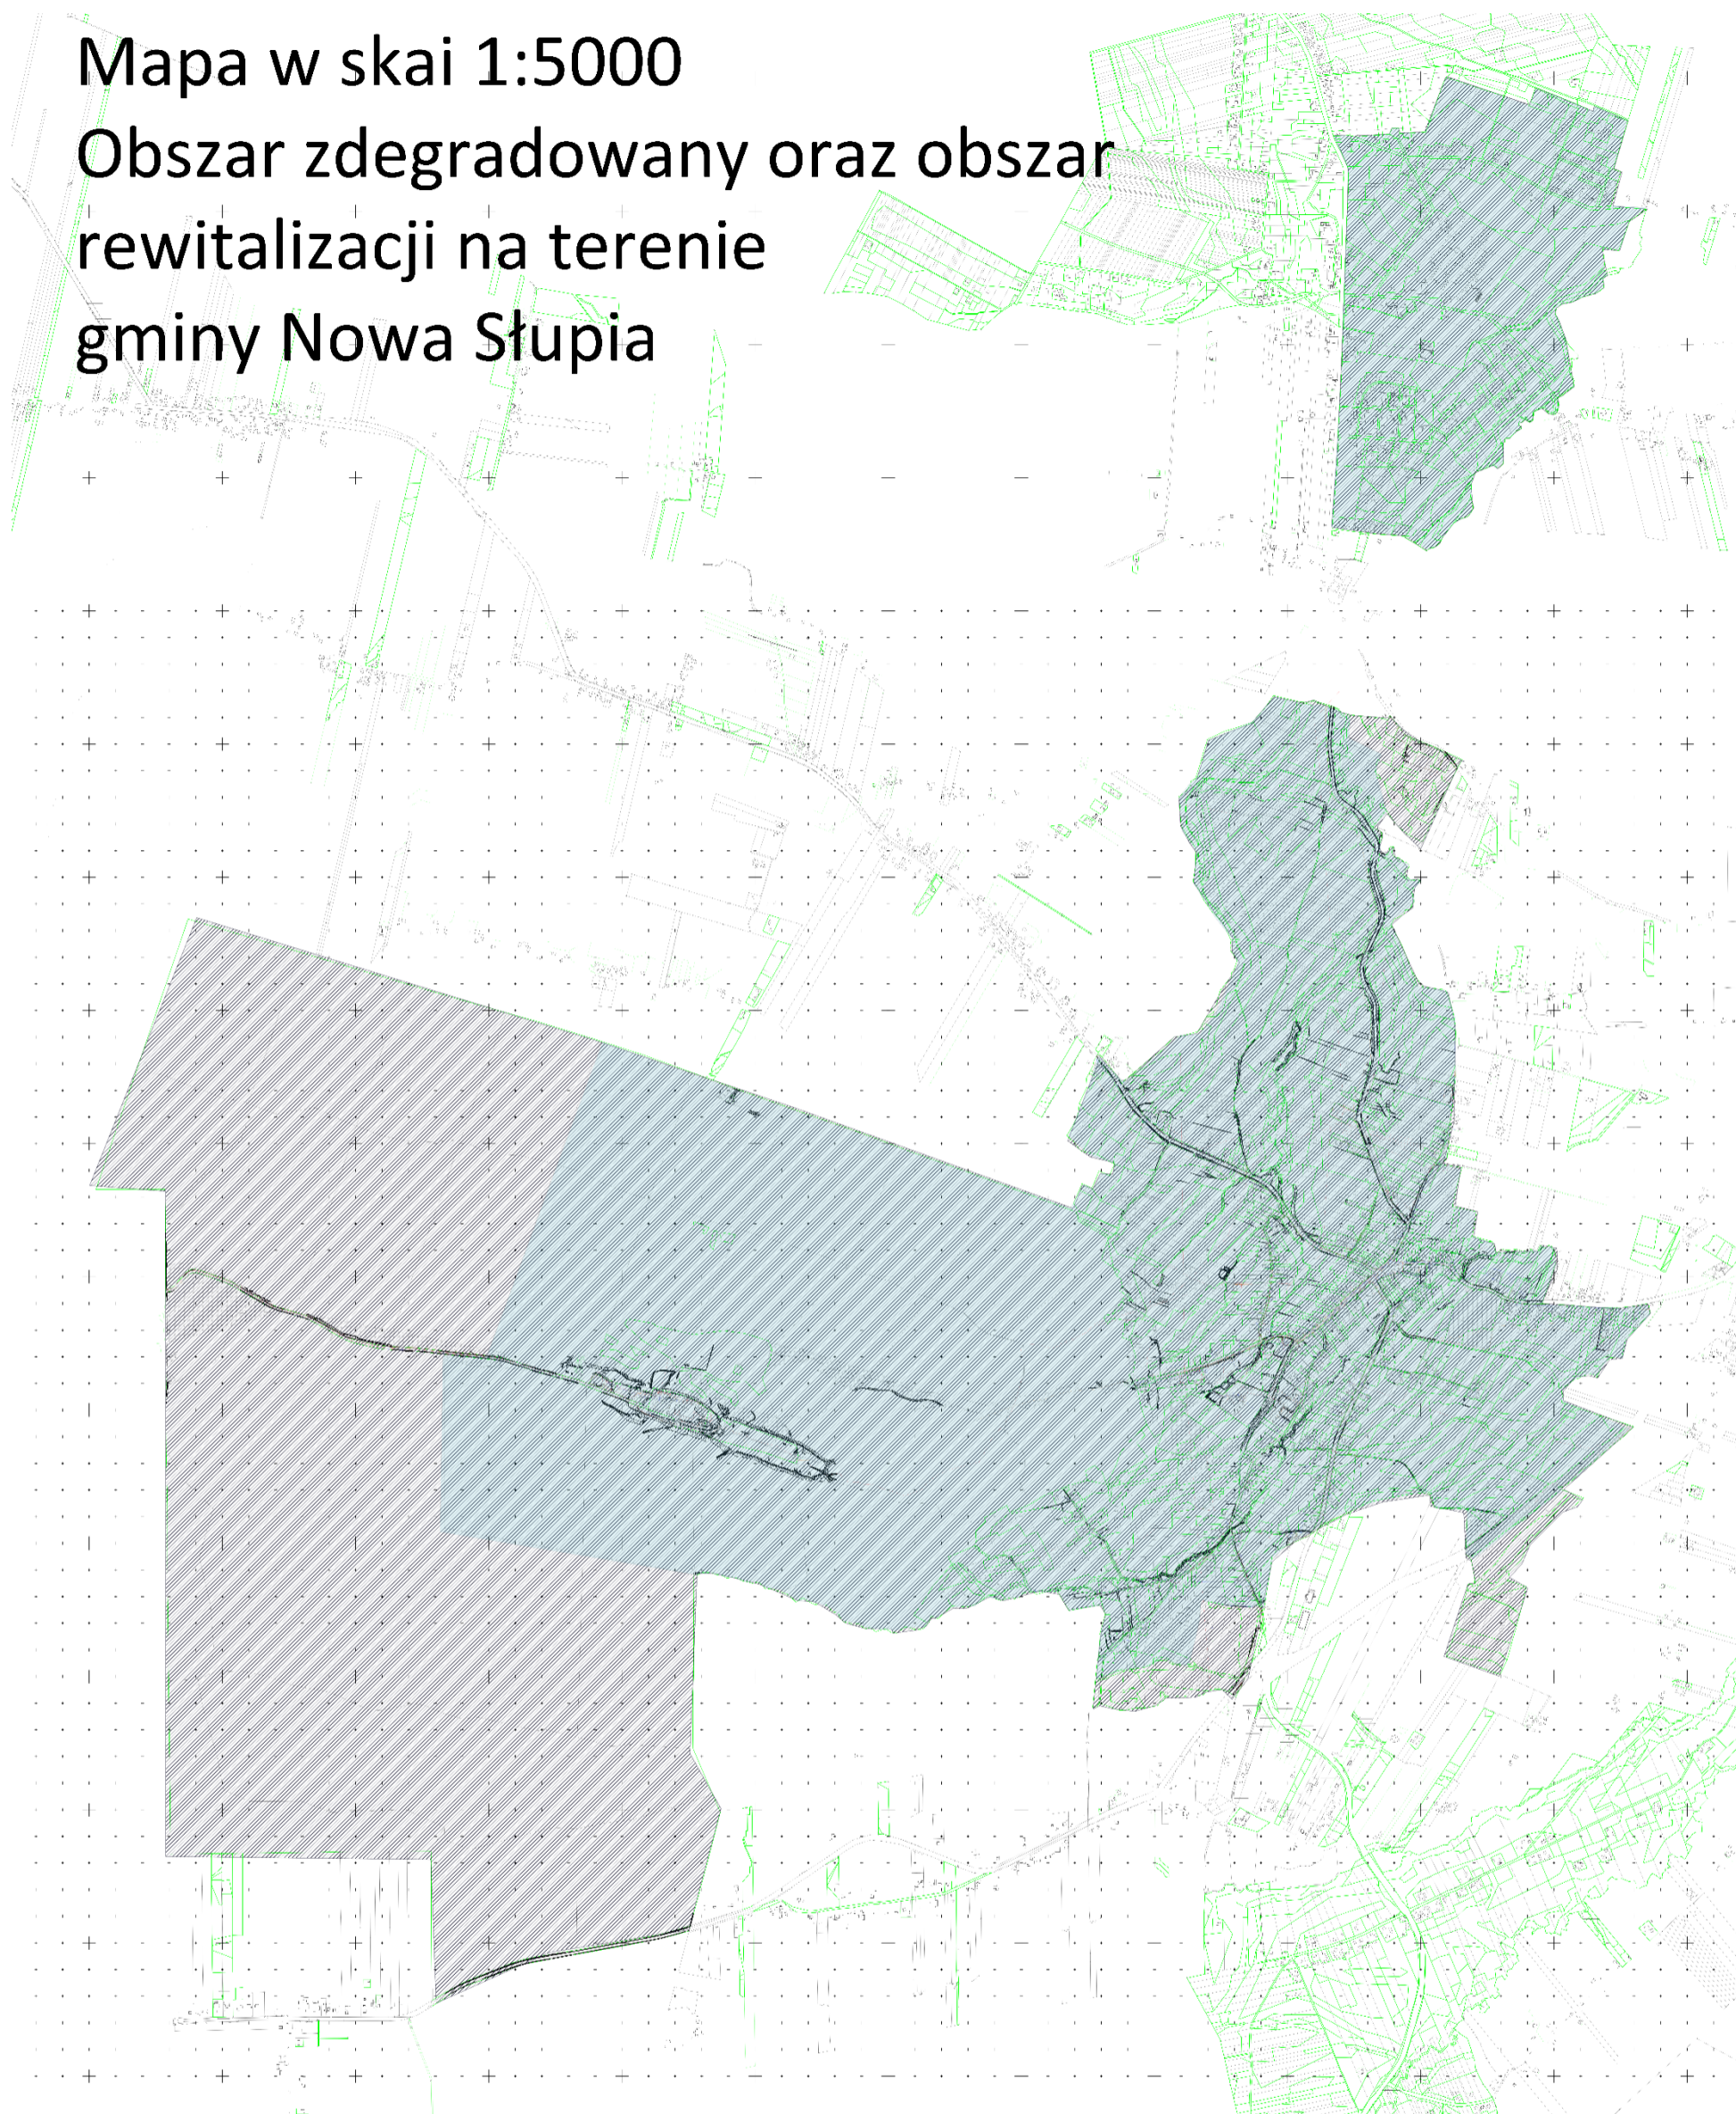 Mapa w skai 1:5000
Obszar zdegradowany oraz obszar
rewitalizacji na terenie
gminy Nowa Słupia